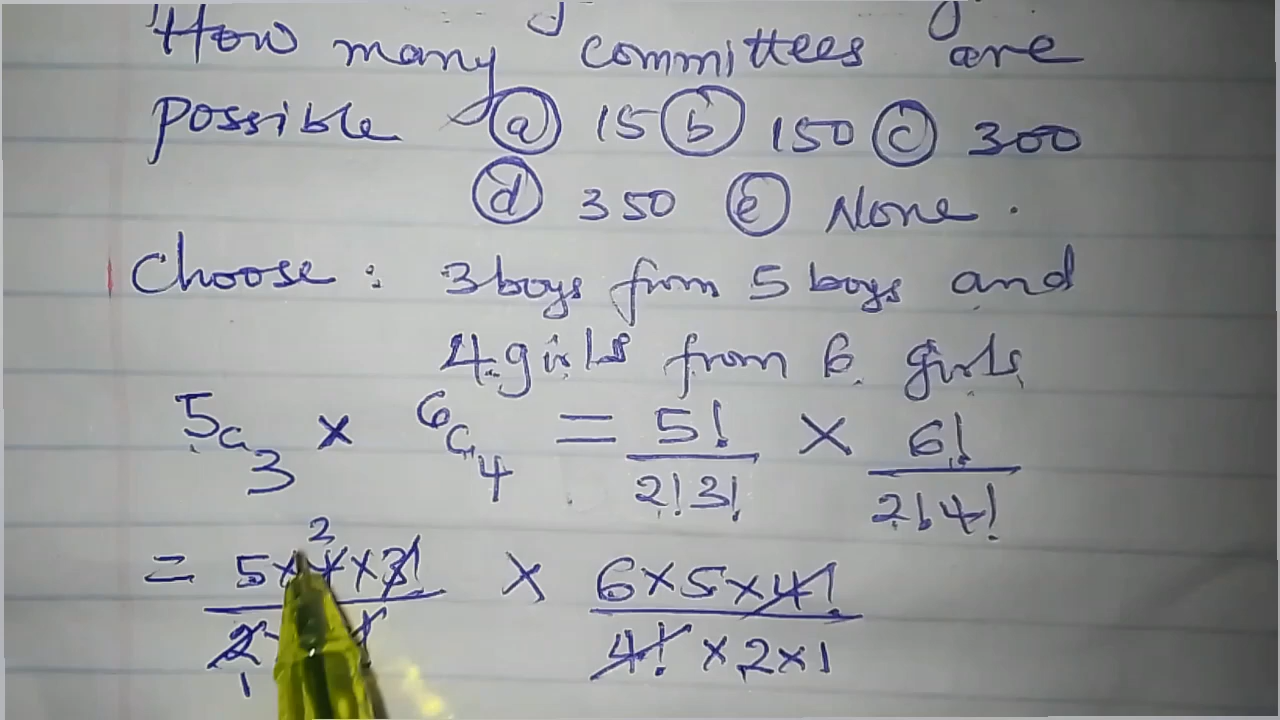 How many committees are
possible (a) 15 (b) 150 (c) 300
(d) 350 (e) None.
Choose: 3 boys from 5 boys and
4 girls from 6 girls
5C3 × 6C4 = 5!/2!3! × 6!/2!4!
= 5×4×3!/2 × 6×5×4!/4!×2×1
2
1